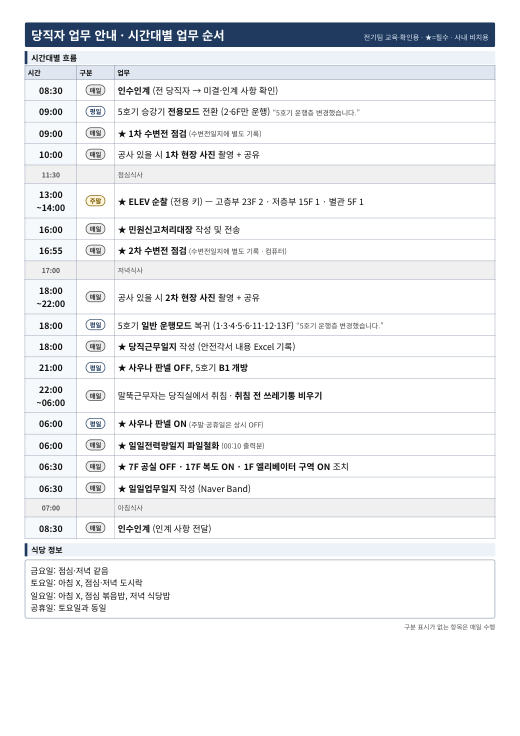 당직자 업무 안내 · 시간대별 업무 순서
전기팀 교육·확인용 · ★=필수 · 사내 비치용
시간대별 흐름
시간 구분 업무
08:30 매일 인수인계 (전 당직자 → 미결·인계 사항 확인)
09:00 평일 5호기 승강기 전용모드 전환 (2·6F만 운행) "5호기 운행층 변경했습니다."
09:00 매일 ★ 1차 수변전 점검 (수변전일지에 별도 기록)
10:00 매일 공사 있을 시 1차 현장 사진 촬영 + 공유
11:30 점심식사
13:00
~14:00 주말 ★ ELEV 순찰 (전용 키) — 고층부 23F 2 · 저층부 15F 1 · 별관 5F 1
16:00 매일 ★ 민원신고처리대장 작성 및 전송
16:55 매일 ★ 2차 수변전 점검 (수변전일지에 별도 기록 · 컴퓨터)
17:00 저녁식사
18:00
~22:00 매일 공사 있을 시 2차 현장 사진 촬영 + 공유
18:00 평일 5호기 일반 운행모드 복귀 (1·3·4·5·6·11·12·13F) "5호기 운행층 변경했습니다."
18:00 매일 ★ 당직근무일지 작성 (안전각서 내용 Excel 기록)
21:00 평일 ★ 사우나 판넬 OFF, 5호기 B1 개방
22:00
~06:00 매일 말뚝근무자는 당직실에서 취침 · 취침 전 쓰레기통 비우기
06:00 평일 ★ 사우나 판넬 ON (주말·공휴일은 상시 OFF)
06:00 매일 ★ 일일전력량일지 파일철화 (00:10 출력분)
06:30 매일 ★ 7F 공실 OFF · 17F 복도 ON · 1F 엘리베이터 구역 ON 조치
06:30 매일 ★ 일일업무일지 작성 (Naver Band)
07:00 아침식사
08:30 매일 인수인계 (인계 사항 전달)
식당 정보
금요일: 점심·저녁 같음
토요일: 아침 X, 점심·저녁 도시락
일요일: 아침 X, 점심 볶음밥, 저녁 식당밥
공휴일: 토요일과 동일
구분 표시가 없는 항목은 매일 수행